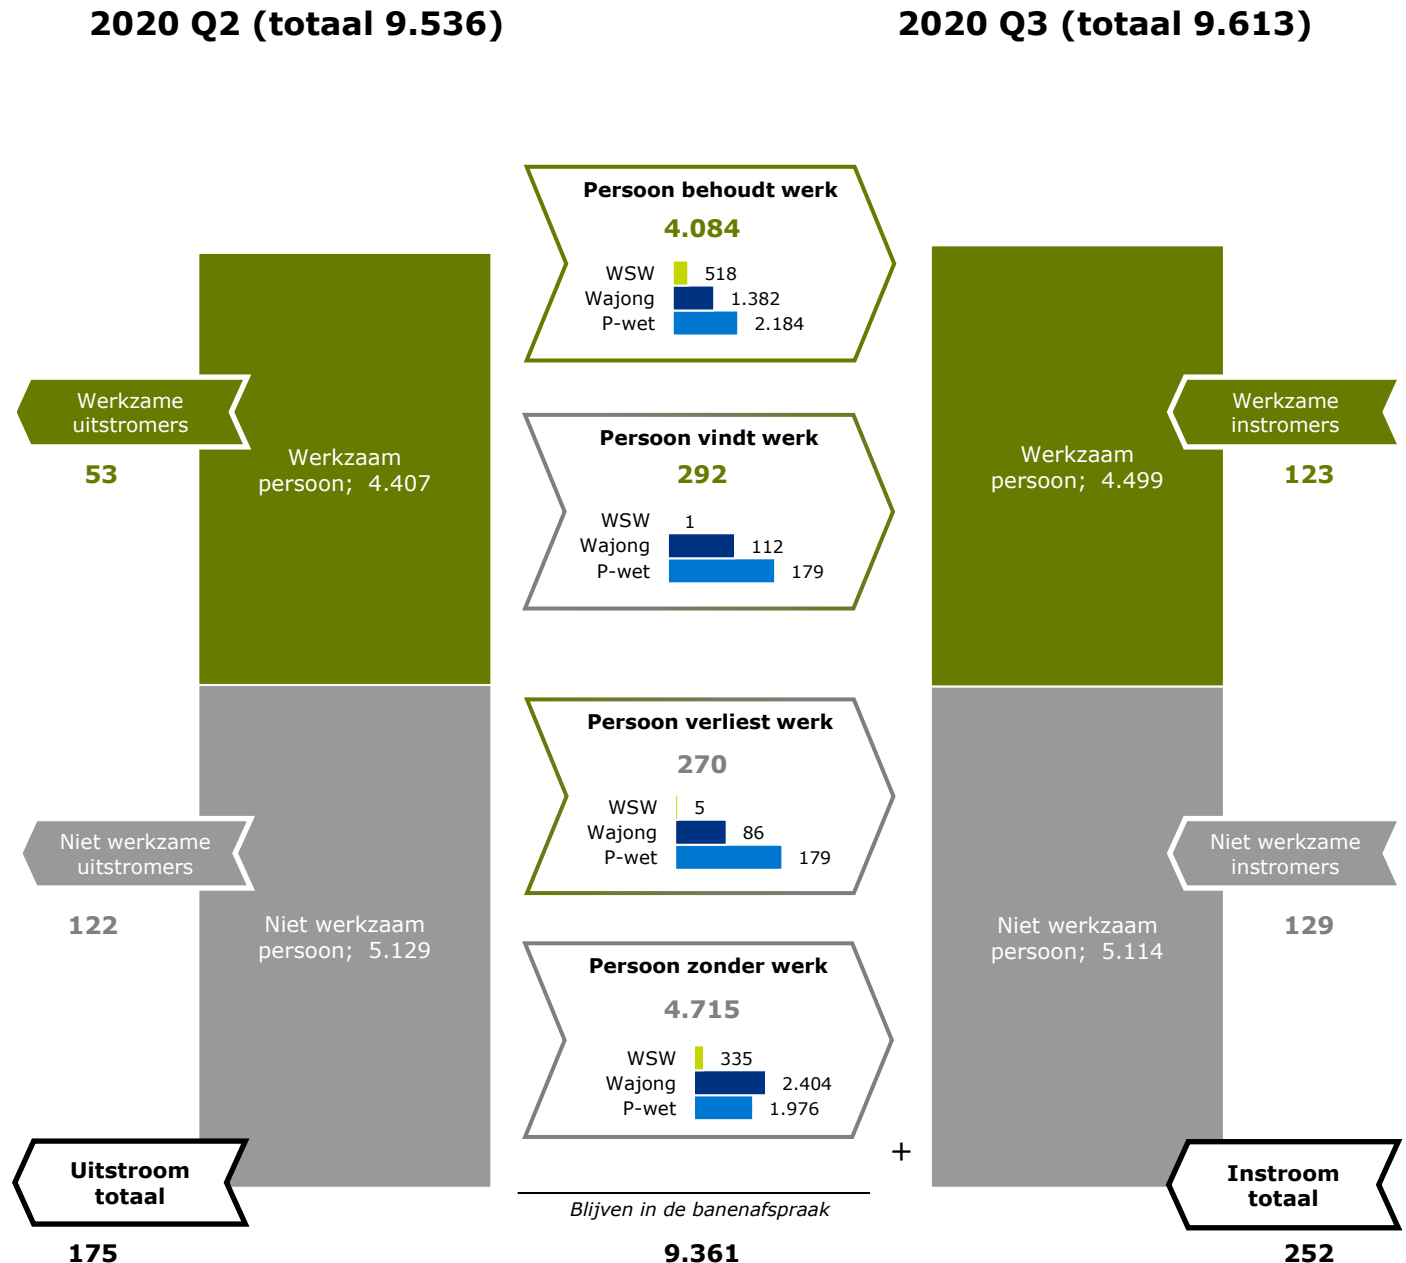 2020 Q2 (totaal 9.536)
2020 Q3 (totaal 9.613)
Persoon behoudt werk
4.084
WSW 518
Wajong 1.382
P-wet 2.184
Werkzame
uitstromers
53
Werkzaam
persoon; 4.407
Persoon vindt werk
292
WSW 1
Wajong 112
P-wet 179
Werkzaam
persoon; 4.499
Werkzame
instromers
123
Persoon verliest werk
270
WSW 5
Wajong 86
P-wet 179
Niet werkzame
uitstromers
122
Niet werkzaam
persoon; 5.129
Persoon zonder werk
4.715
WSW 335
Wajong 2.404
P-wet 1.976
Niet werkzaam
persoon; 5.114
Niet werkzame
instromers
129
Uitstroom
totaal
175
+
Blijven in de banenafspraak
9.361
Instroom
totaal
252